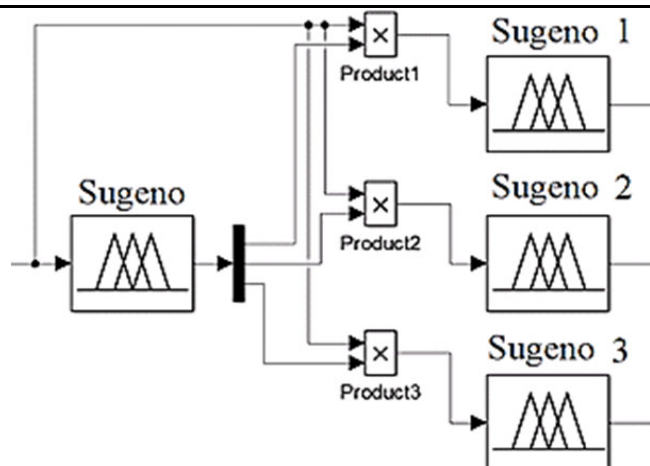 Sugeno 1
×
Product1
Sugeno
Sugeno 2
×
Product2
Sugeno 3
×
Product3